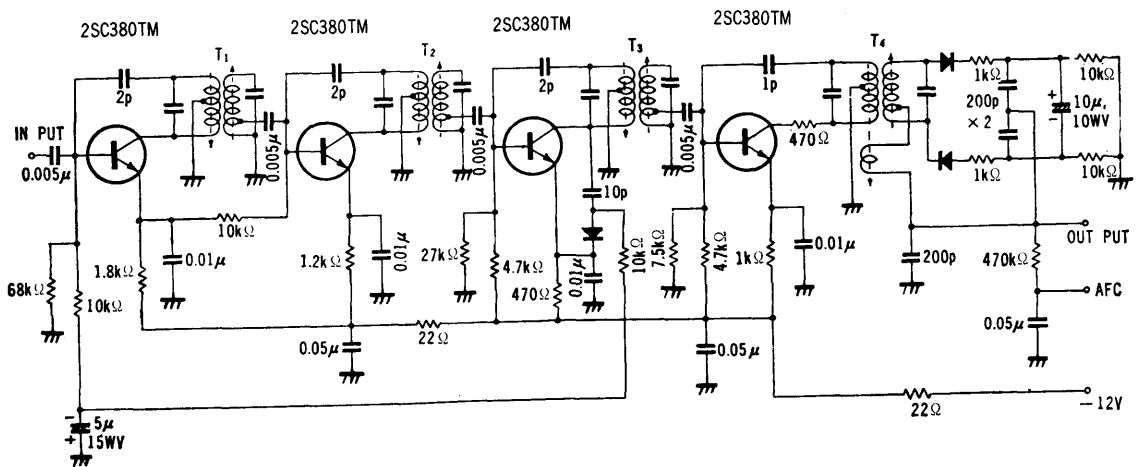 2SC380TM
2SC380TM
2SC380TM
2SC380TM
T1
T2
T3
T4
2p
2p
2p
1p
1kΩ
10kΩ
200p
×2
10μ,
10WV
+
-
IN PUT
0.005μ
0.005μ
0.005μ
0.005μ
470Ω
1kΩ
10kΩ
10p
10kΩ
0.01μ
0.01μ
27kΩ
4.7kΩ
0.01μ
470Ω
10kΩ
7.5kΩ
4.7kΩ
1kΩ
0.01μ
200p
OUT PUT
470kΩ
AFC
68kΩ
10kΩ
1.8kΩ
1.2kΩ
0.05μ
22Ω
0.05μ
0.05μ
22Ω
-12V
-
+
5μ
15WV